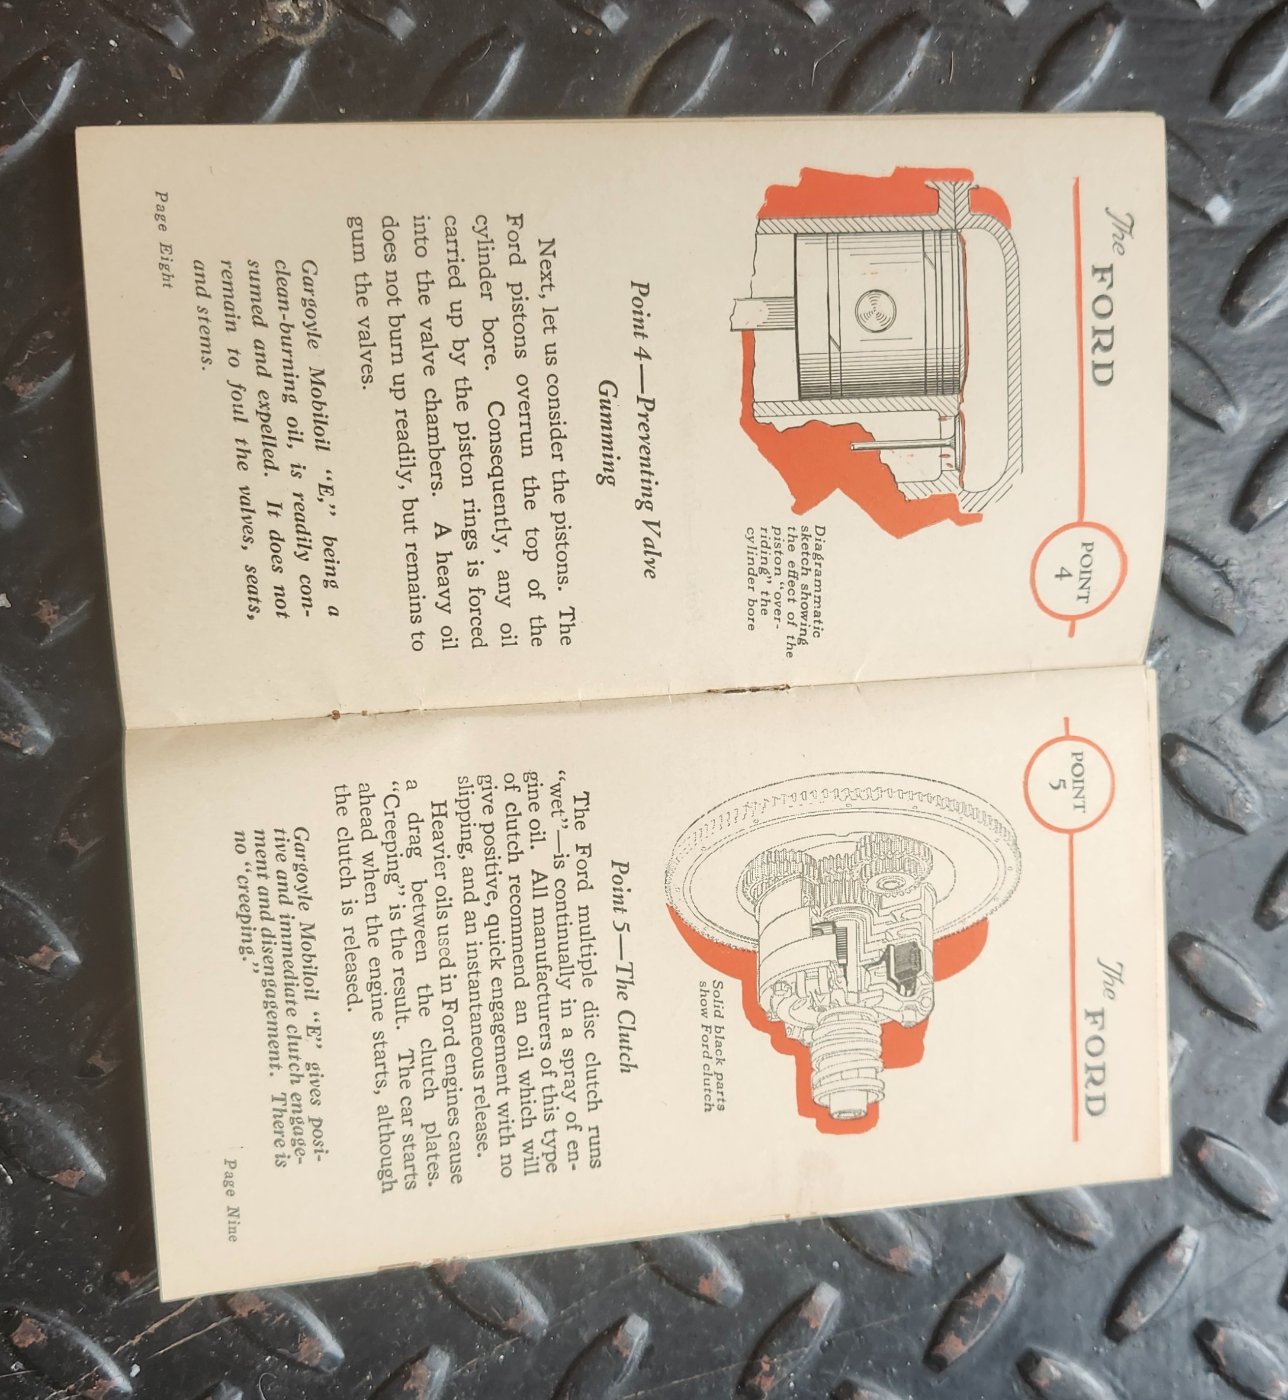 The FORD
POINT
4
Diagrammatic
sketch showing
the effect of the
piston "over-
riding" the
cylinder bore
Point 4—Preventing Valve
Gumming
Next, let us consider the pistons. The
Ford pistons overrun the top of the
cylinder bore. Consequently, any oil
carried up by the piston rings is forced
into the valve chambers. A heavy oil
does not burn up readily, but remains to
gum the valves.
Gargoyle Mobiloil “E,” being a
clean-burning oil, is readily con-
sumed and expelled. It does not
remain to foul the valves, seats,
and stems.
Page Eight
POINT
5
The FORD
Solid black parts
show Ford clutch
Point 5—The Clutch
The Ford multiple disc clutch runs
“wet”—is continually in a spray of en-
gine oil. All manufacturers of this type
of clutch recommend an oil which will
give positive, quick engagement with no
slipping, and an instantaneous release.
Heavier oils used in Ford engines cause
a drag between the clutch plates.
“Creeping” is the result. The car starts
ahead when the engine starts, although
the clutch is released.
Gargoyle Mobiloil “E” gives posi-
tive and immediate clutch engage-
ment and disengagement. There is
no “creeping.”
Page Nine